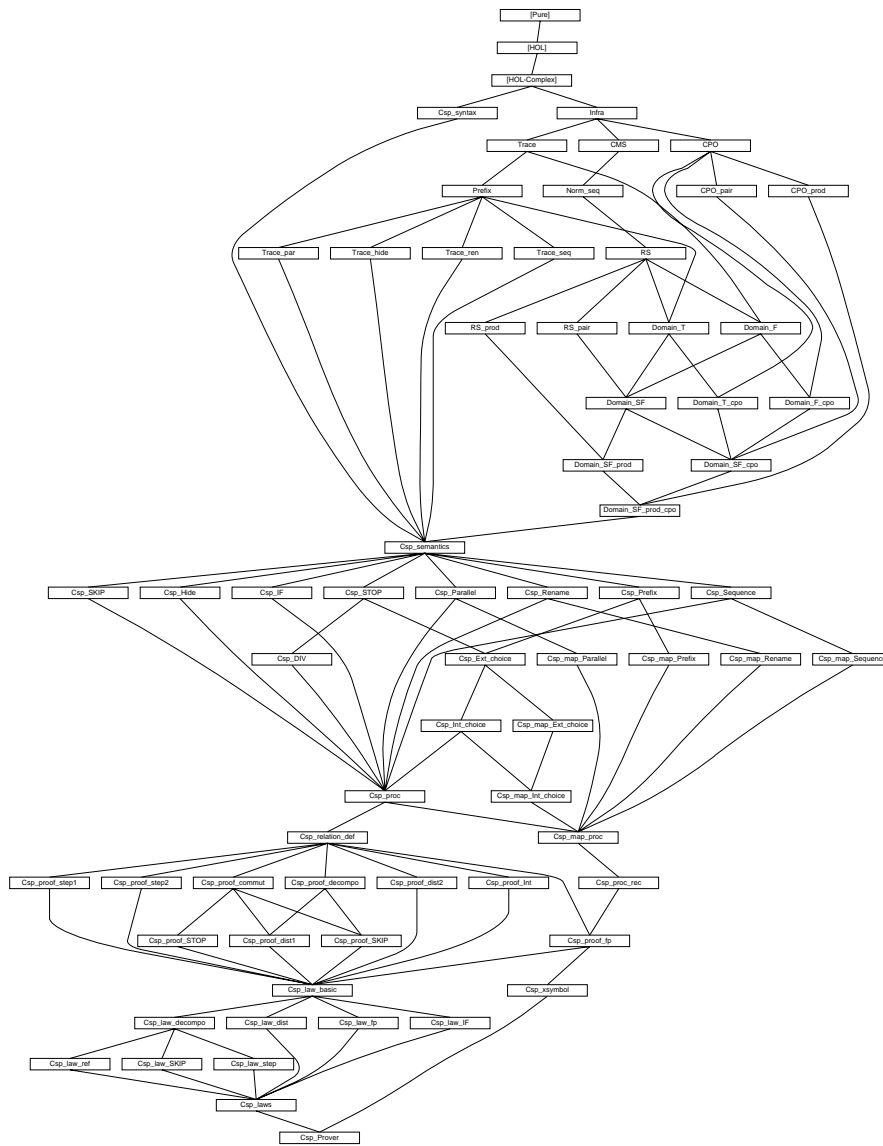 [Pure]
[HOL]
[HOL-Complex]
Csp_syntax Infra
Trace CMS CPO
Prefix Norm_seq CPO_pair CPO_prod
Trace_par Trace_hide Trace_ren Trace_seq RS
RS_prod RS_pair Domain_T Domain_F
Domain_SF Domain_T_cpo Domain_F_cpo
Domain_SF_prod Domain_SF_cpo
Domain_SF_prod_cpo
Csp_semantics
Csp_SKIP Csp_Hide Csp_IF Csp_STOP Csp_Parallel Csp_Rename Csp_Prefix Csp_Sequence
Csp_DIV Csp_Ext_choice Csp_map_Parallel Csp_map_Prefix Csp_map_Rename Csp_map_Sequence
Csp_Int_choice Csp_map_Ext_choice
Csp_proc Csp_map_Int_choice
Csp_relation_def Csp_map_proc
Csp_proof_step1 Csp_proof_step2 Csp_proof_commut Csp_proof_decompo Csp_proof_dist2 Csp_proof_Int Csp_proc_rec
Csp_proof_STOP Csp_proof_dist1 Csp_proof_SKIP Csp_proof_fp
Csp_law_basic Csp_xsymbol
Csp_law_decompo Csp_law_dist Csp_law_fp Csp_law_IF
Csp_law_ref Csp_law_SKIP Csp_law_step
Csp_laws
Csp_Prover